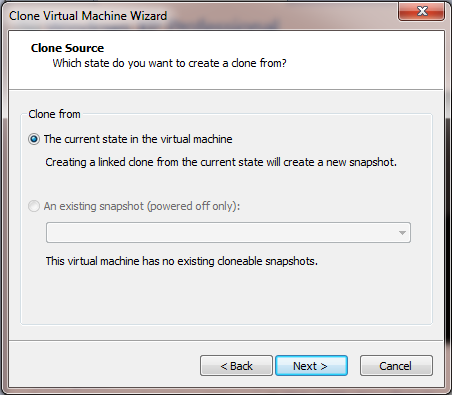 Clone Virtual Machine Wizard
Clone Source
Which state do you want to create a clone from?
Clone from
The current state in the virtual machine
Creating a linked clone from the current state will create a new snapshot.
An existing snapshot (powered off only):
This virtual machine has no existing cloneable snapshots.
< Back
Next >
Cancel